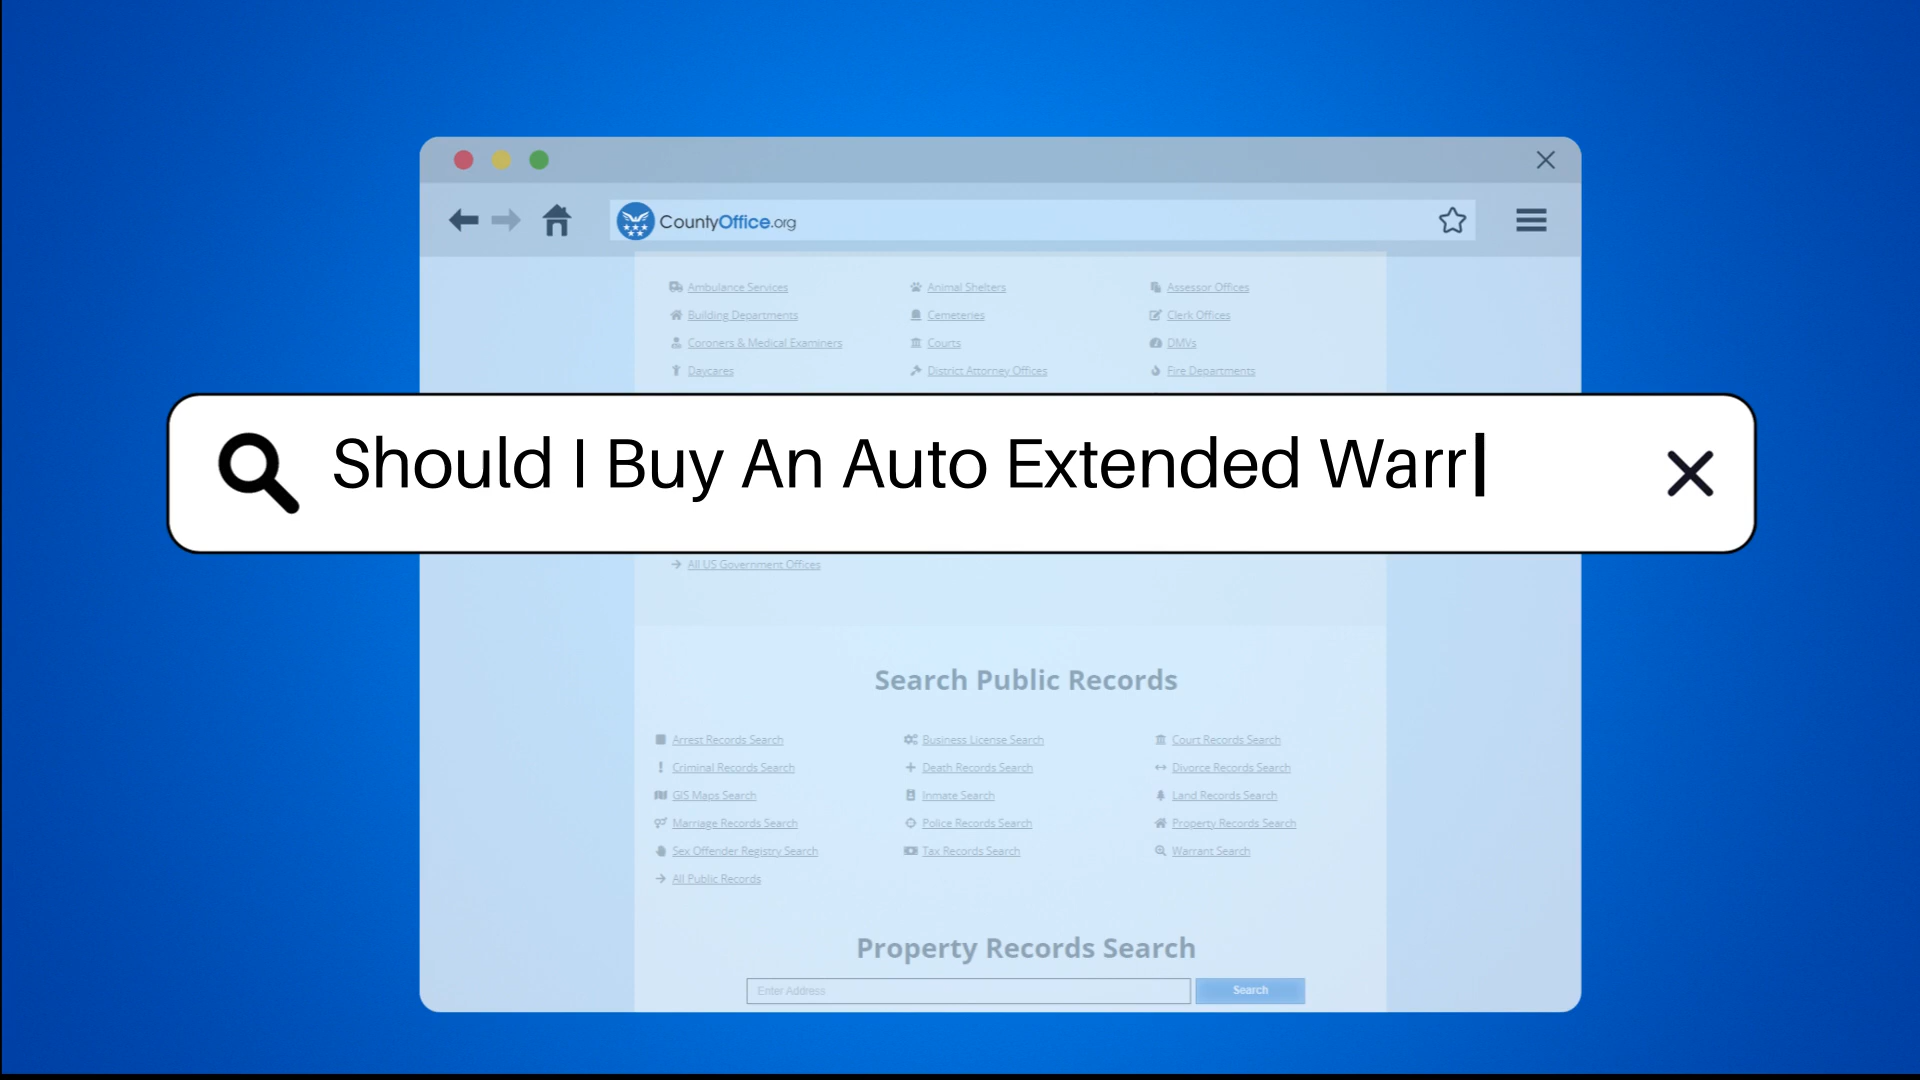 CountyOffice.org
Ambulance Services Animal Shelters Assessor Offices
Building Departments Cemeteries Clerk Offices
Coroners & Medical Examiners Courts DMVs
Daycares District Attorney Offices Fire Departments
Should I Buy An Auto Extended Warr
All US Government Offices
Search Public Records
Arrest Records Search Business License Search Court Records Search
Criminal Records Search Death Records Search Divorce Records Search
GIS Maps Search Inmate Search Land Records Search
Marriage Records Search Police Records Search Property Records Search
Sex Offender Registry Search Tax Records Search Warrant Search
All Public Records
Property Records Search
Enter Address Search